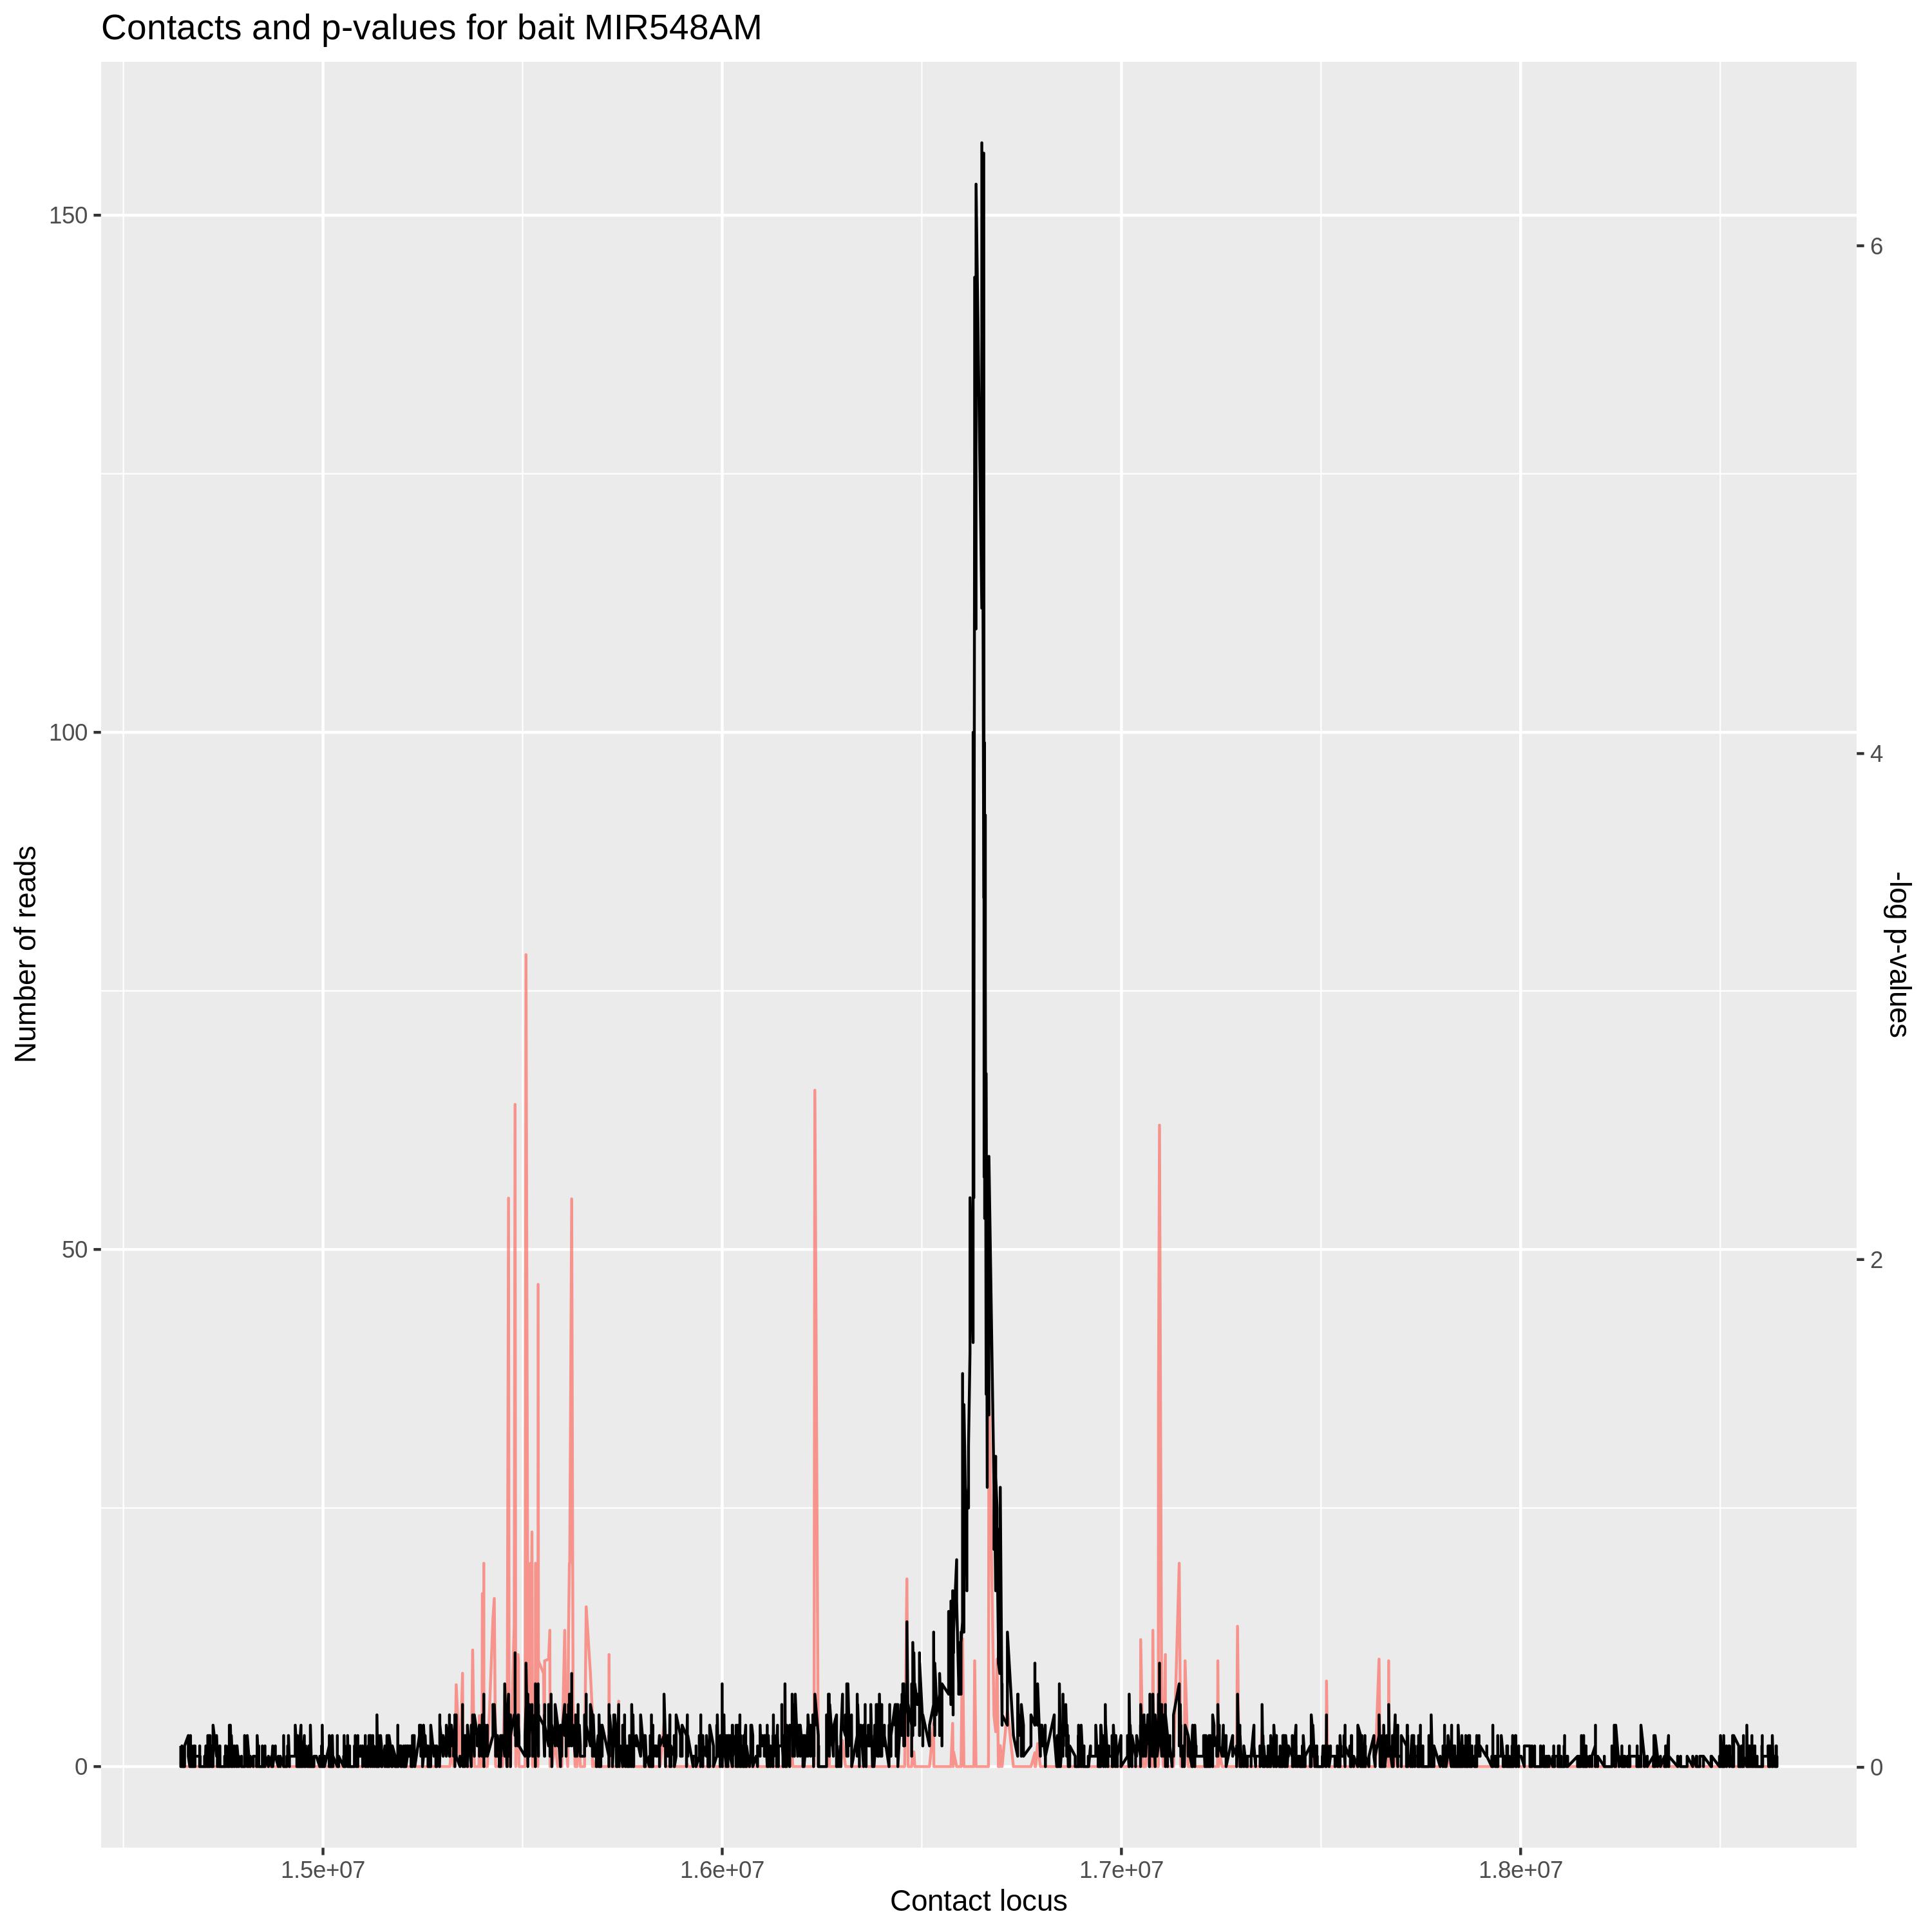 Contacts and p-values for bait MIR548AM
150
100
50
0
6
4
2
0
Number of reads
-log p-values
1.5e+07
1.6e+07
1.7e+07
1.8e+07
Contact locus